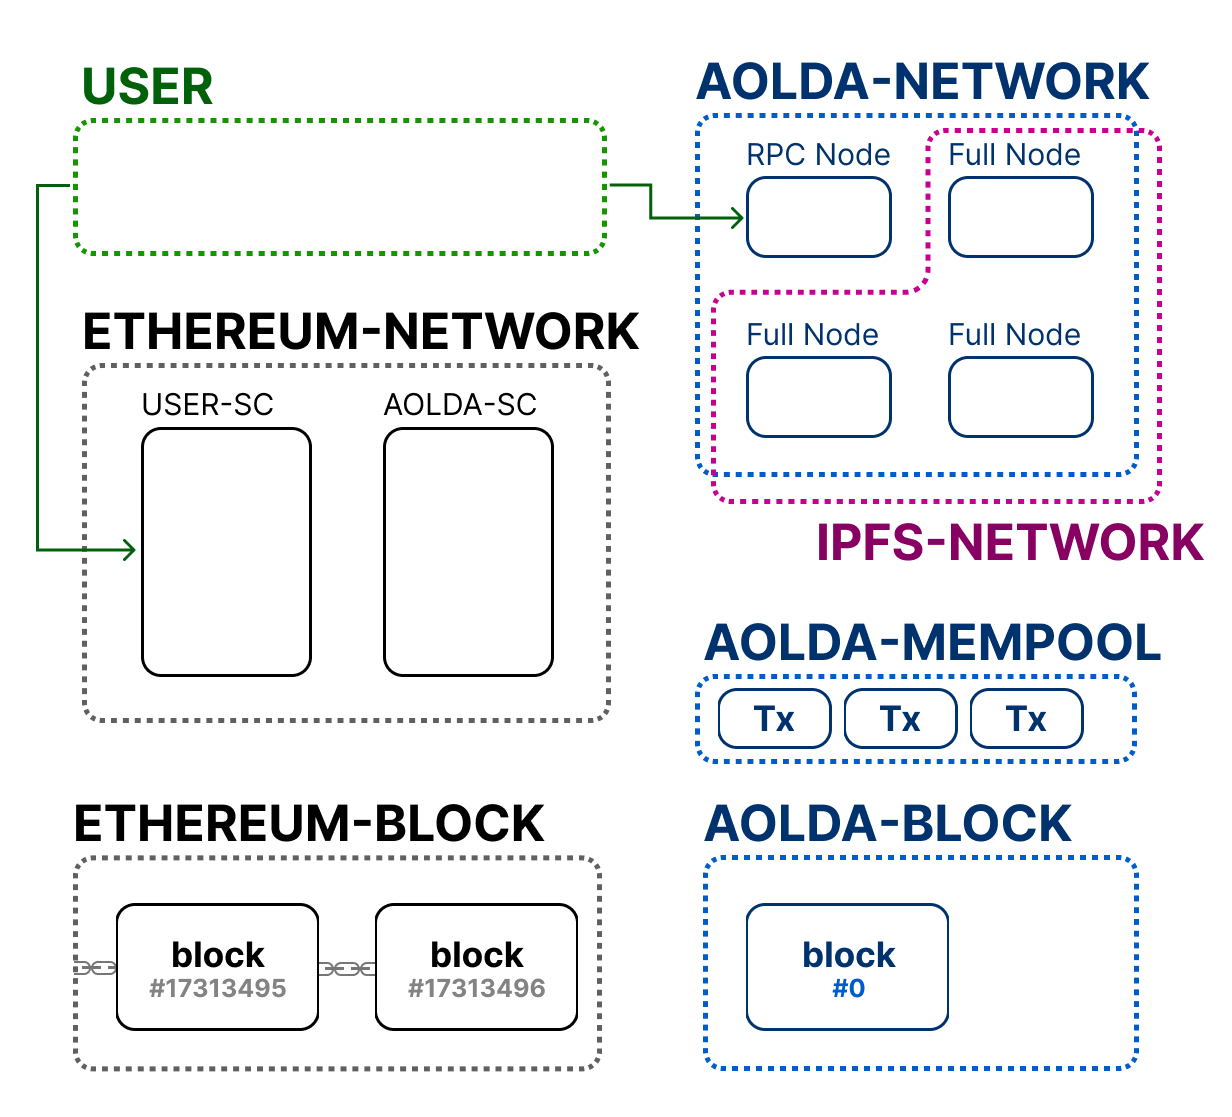 USER
AOLDA-NETWORK
RPC Node
Full Node
Full Node
Full Node
IPFS-NETWORK
ETHEREUM-NETWORK
USER-SC
AOLDA-SC
AOLDA-MEMPOOL
Tx
Tx
Tx
ETHEREUM-BLOCK
block
#17313495
block
#17313496
AOLDA-BLOCK
block
#0